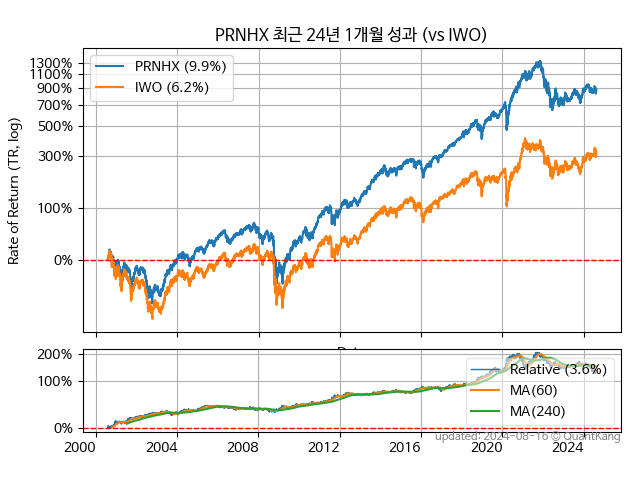 PRNHX 최근 24년 1개월 성과 (vs IWO)
Rate of Return (TR, log)
1300%
1100%
900%
700%
500%
300%
100%
0%
PRNHX (9.9%)
IWO (6.2%)
200%
100%
0%
Relative (3.6%)
MA(60)
MA(240)
2000 2004 2008 2012 2016 2020 2024
updated: 2024-08-16 © QuantKang